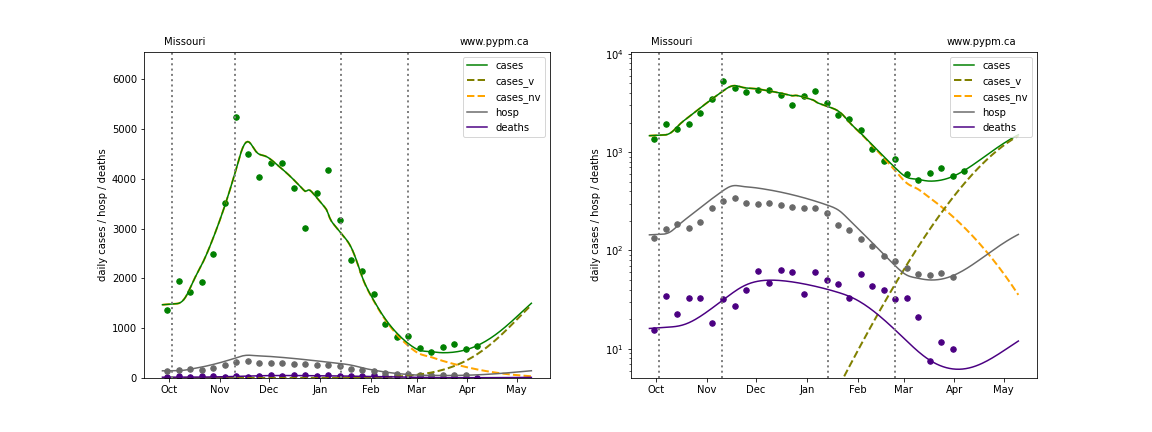 Missouri www.pypm.ca
6000
5000
4000
3000
2000
1000
0
daily cases / hosp / deaths
Oct Nov Dec Jan Feb Mar Apr May
cases
cases_v
cases_nv
hosp
deaths
Missouri www.pypm.ca
10^4
10^3
10^2
10^1
daily cases / hosp / deaths
Oct Nov Dec Jan Feb Mar Apr May
cases
cases_v
cases_nv
hosp
deaths